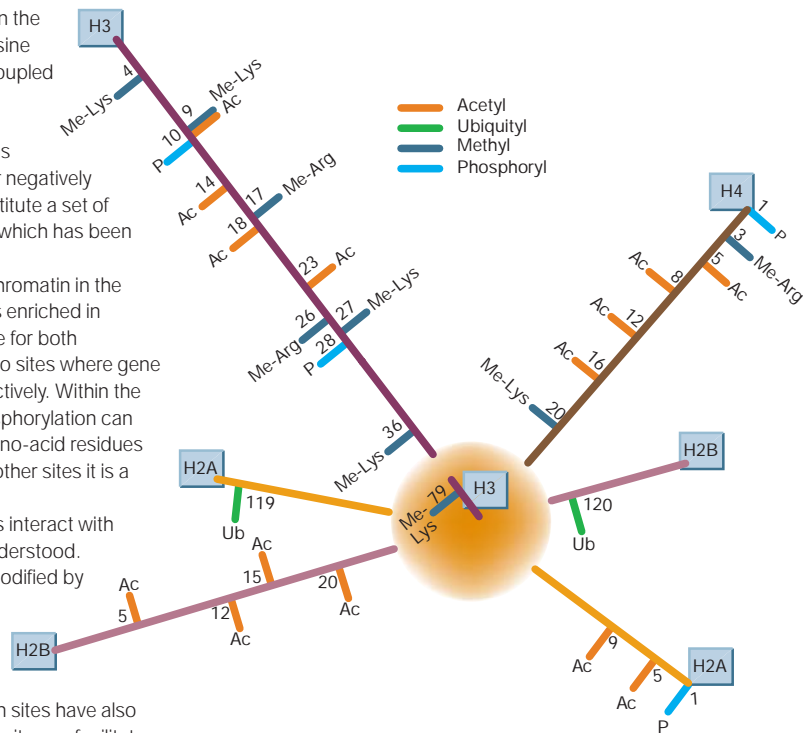 n the
sine
oupled
s
r negatively
titute a set of
which has been
hromatin in the
s enriched in
e for both
o sites where gene
ctively. Within the
sphorylation can
no-acid residues
other sites it is a
s interact with
derstood.
odified by
n sites have also
H3
4
Me-Lys
9
Me-Lys
Ac
10
P
14
Ac
17
Me-Arg
18
Ac
23
Ac
26
Me-Arg
27
Me-Lys
28
P
36
Me-Lys
Acetyl
Ubiquityl
Methyl
Phosphoryl
H4
1
P
3
Me-Arg
5
Ac
8
Ac
12
Ac
16
Ac
20
Me-Lys
H2A
119
Ub
Me-79
Lys
H3
H2B
120
Ub
H2B
5
Ac
12
Ac
15
Ac
20
Ac
9
Ac
5
Ac
H2A
1
P